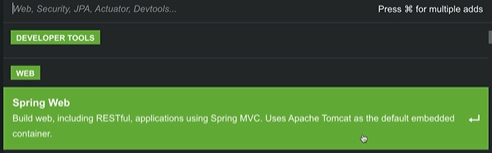 Web, Security, JPA, Actuator, Devtools...
Press ⌘ for multiple adds
DEVELOPER TOOLS
WEB
Spring Web
Build web, including RESTful, applications using Spring MVC. Uses Apache Tomcat as the default embedded
container.